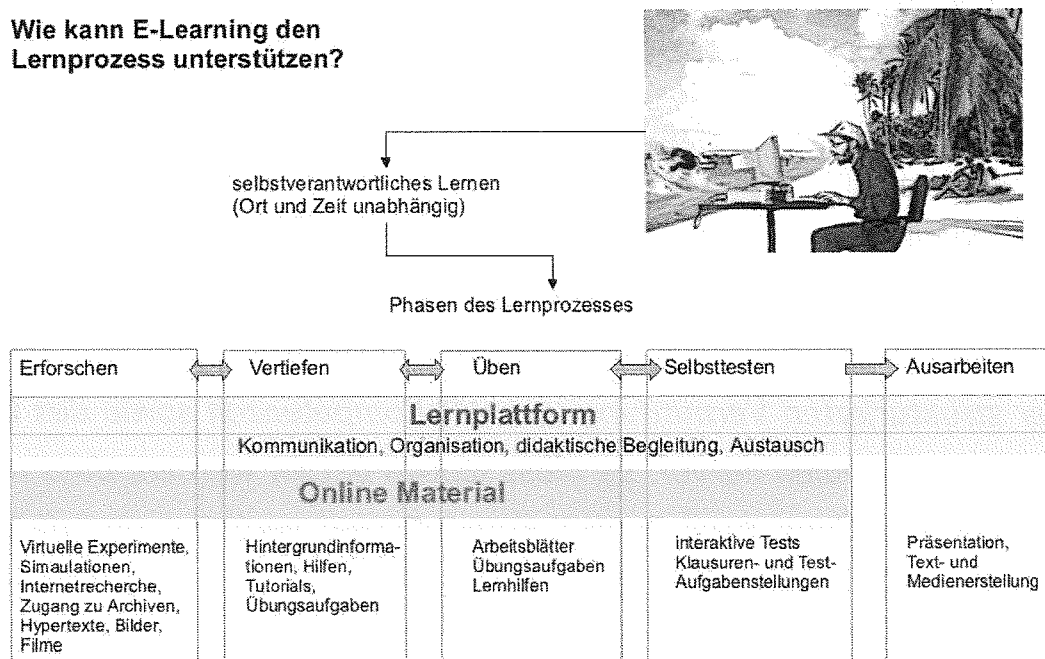 Wie kann E-Learning den
Lernprozess unterstützen?
selbstverantwortliches Lernen
(Ort und Zeit unabhängig)
Phasen des Lernprozesses
Erforschen
Vertiefen
Üben
Selbsttesten
Ausarbeiten
Lernplattform
Kommunikation, Organisation, didaktische Begleitung, Austausch
Online Material
Virtuelle Experimente,
Simaulationen,
Internetrecherche,
Zugang zu Archiven,
Hypertexte, Bilder,
Filme
Hintergrundinforma-
tionen, Hilfen,
Tutorials,
Übungsaufgaben
Arbeitsblätter
Übungsaufgaben
Lernhilfen
interaktive Tests
Klausuren- und Test-
Aufgabenstellungen
Präsentation,
Text- und
Medienerstellung